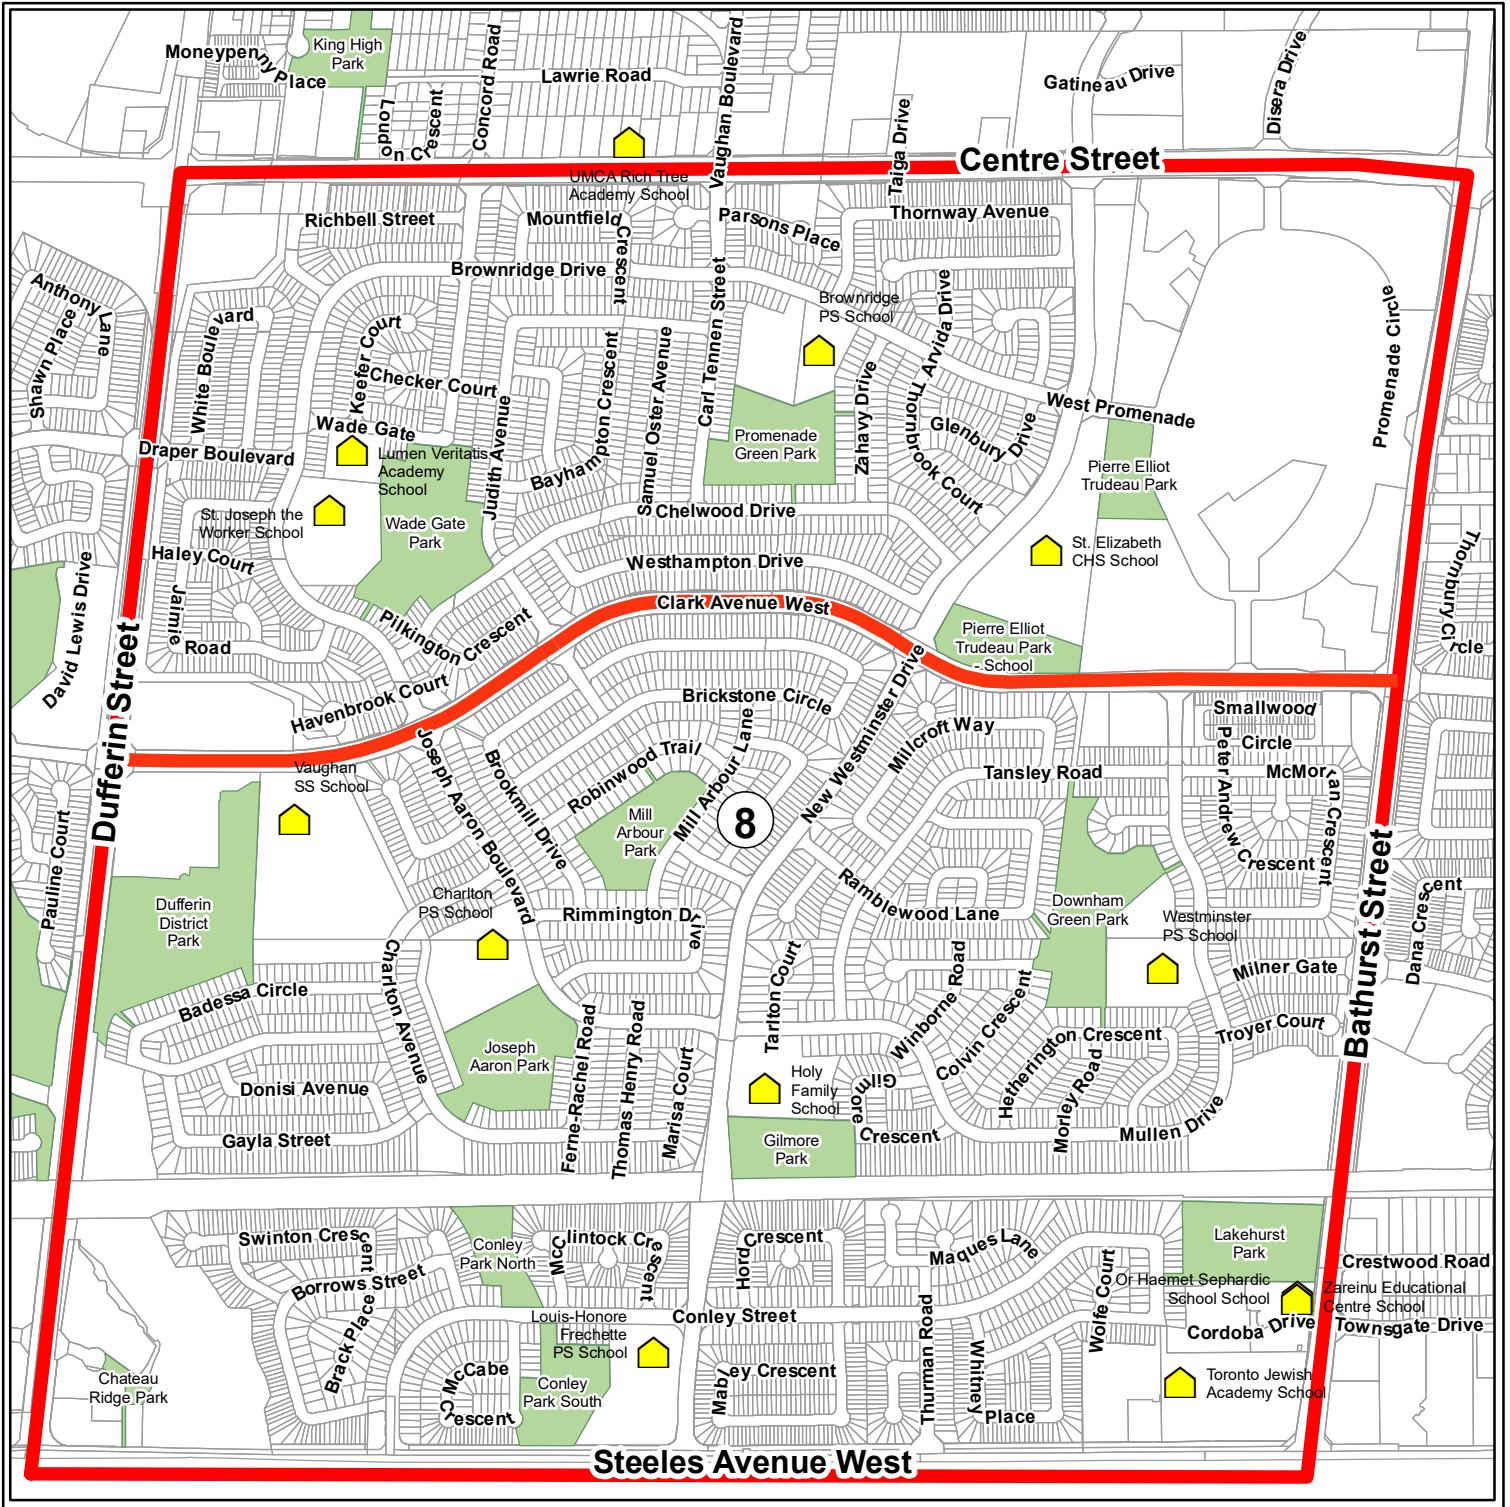 Moneypenny Place
King High
Park
Concord Road
Lawrie Road
Vaughan Boulevard
Gatineau Drive
Disera Drive
London Crescent
Taiga Drive
Centre Street
UMCA Rich Tree
Academy School
Richbell Street
Mountfield Crescent
Parsons Place
Thornway Avenue
Brownridge Drive
Anthony Lane
Shawn Place
White Boulevard
Keefer Court
Checker Court
Carl Tennen Street
Brownridge
PS School
Arvida Drive
Promenade Circle
Wade Gate
Draper Boulevard
Judith Avenue
Bayhampton Crescent
Samuel Oster Avenue
Promenade
Green Park
Zahavy Drive
Thornbrook Court
Glenbury Drive
West Promenade
Lumen Veritatis
Academy
School
Pierre Elliot
Trudeau Park
St. Joseph the
Worker School
Wade Gate
Park
Chelwood Drive
Haley Court
Westhampton Drive
St. Elizabeth
CHS School
Thornbury Circle
David Lewis Drive
Jaimie Road
Pilkington Crescent
Clark Avenue West
Pierre Elliot
Trudeau Park
- School
Dufferin Street
Havenbrook Court
Brickstone Circle
New Westminster Drive
Millcroft Way
Smallwood
Circle
Joseph Aaron Boulevard
Brookmill Drive
Robinwood Trail
Mill Arbour Lane
Tansley Road
Peter Andrew Crescent
McMorran Crescent
Vaughan
SS School
Mill
Arbour
Park
8
Pauline Court
Bathurst Street
Dufferin
District
Park
Charlton
PS School
Rimmington Drive
Ramblewood Lane
Downham
Green Park
Westminster
PS School
Dana Crescent
Charlton Avenue
Tarlton Court
Winborne Road
Milner Gate
Badessa Circle
Colvin Crescent
Hetherington Crescent
Troyer Court
Joseph
Aaron Park
Ferne-Rachel Road
Thomas Henry Road
Marisa Court
Donisi Avenue
Holy
Family
School
Gilmore Crescent
Morley Road
Mullen Drive
Gayla Street
Gilmore
Park
Swinton Crescent
Conley
Park North
McClintock Crescent
Hord Crescent
Maques Lane
Lakehurst
Park
Crestwood Road
Borrows Street
Brack Place
Wolfe Court
Or Haemet Sephardic
School School
Zareinu Educational
Centre School
Louis-Honore
Frechette
PS School
Conley Street
Thurman Road
Cordoba Drive
Townsgate Drive
Chateau
Ridge Park
McCabe
Crescent
Conley
Park South
Mabley Crescent
Whitney Place
Toronto Jewish
Academy School
Steeles Avenue West